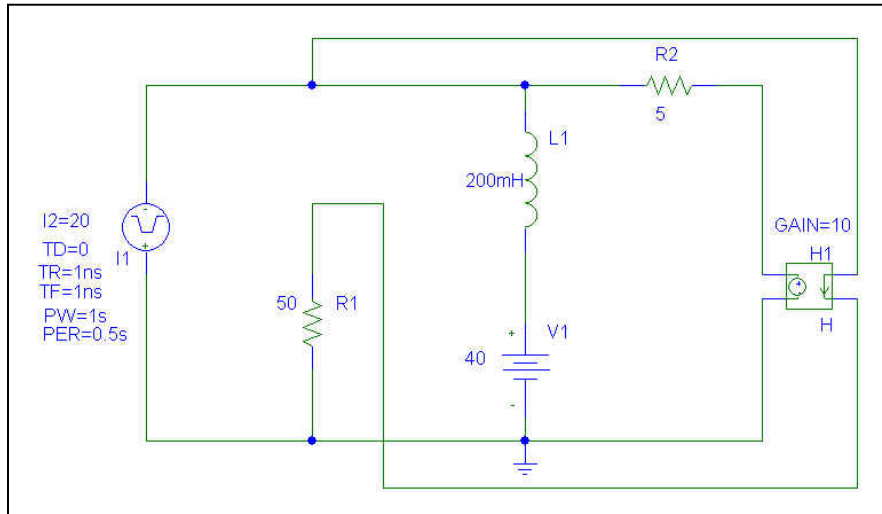 R2
5
L1
200mH
I2=20
TD=0
TR=1ns
TF=1ns
PW=1s
PER=0.5s
-
+
I1
50
R1
GAIN=10
H1
+
H
+
V1
40
-